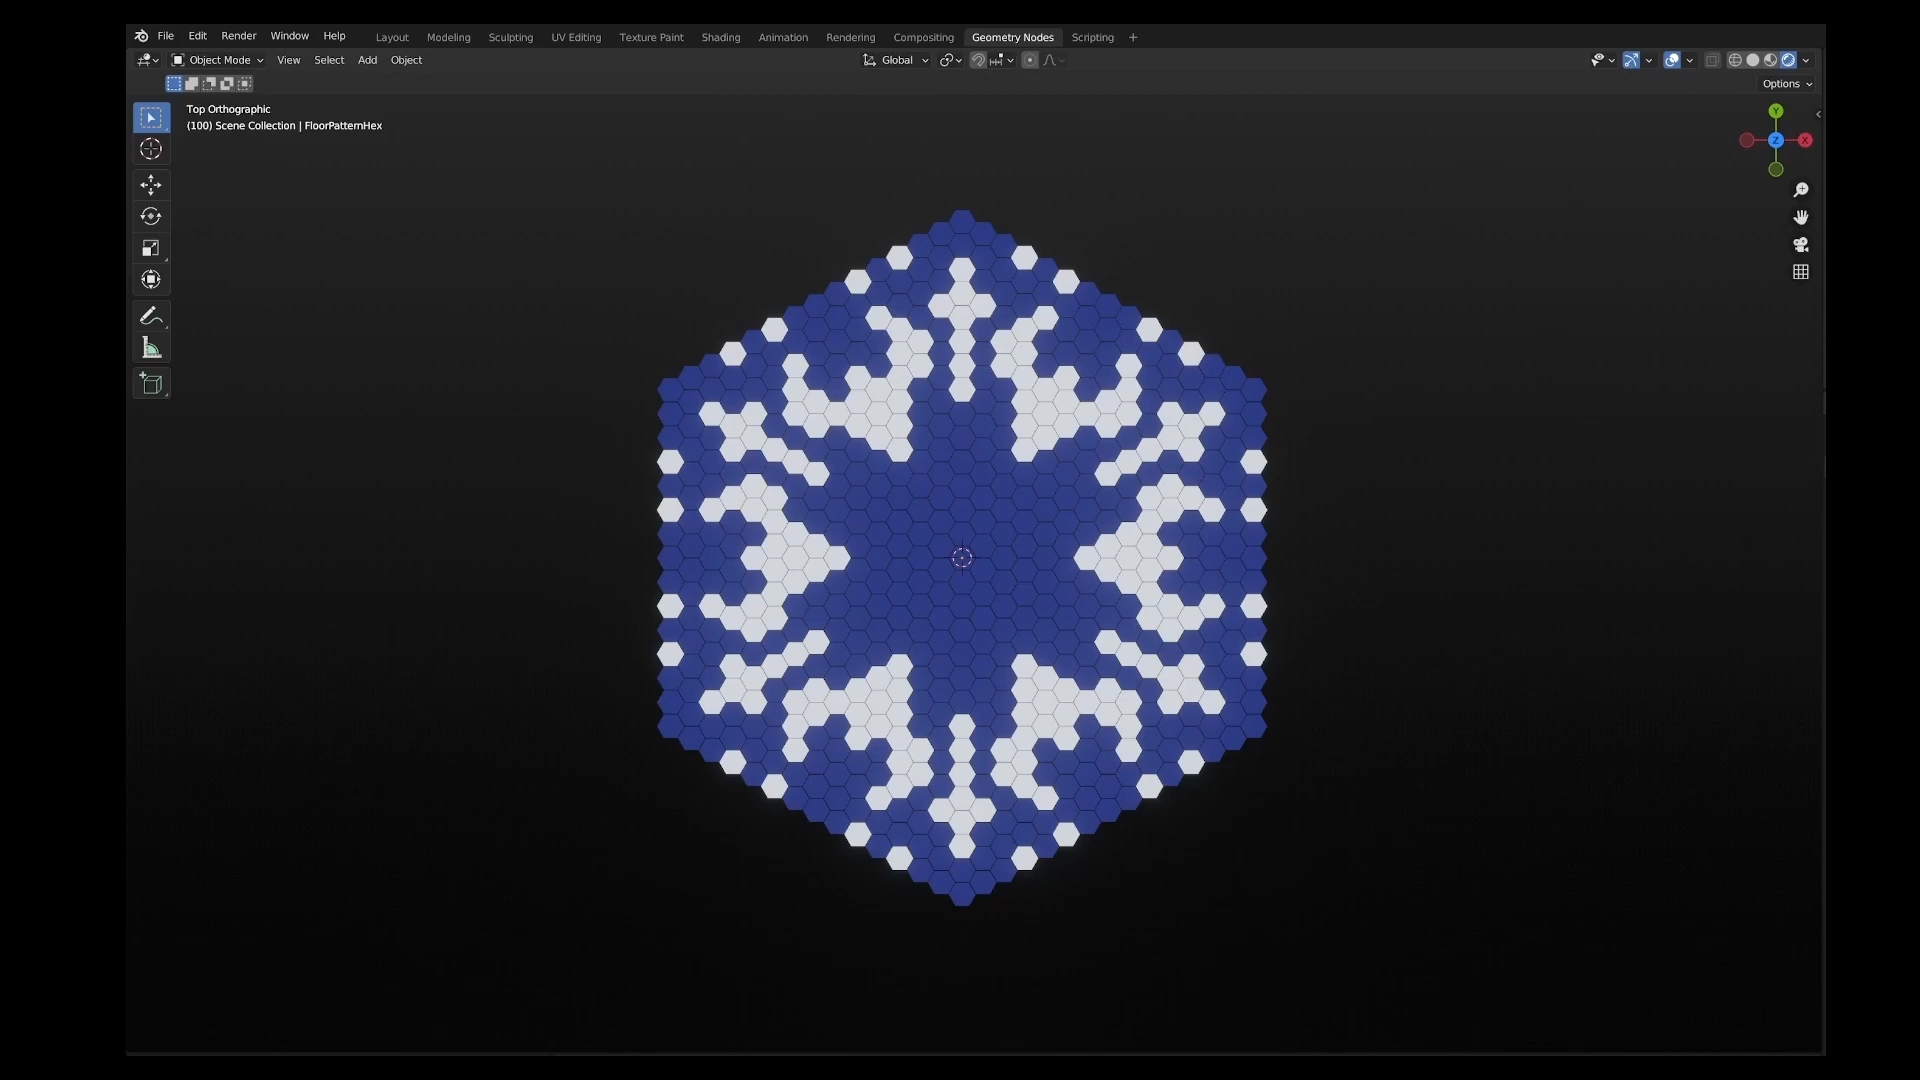 File Edit Render Window Help Layout Modeling Sculpting UV Editing Texture Paint Shading Animation Rendering Compositing Geometry Nodes Scripting +
Object Mode View Select Add Object Global
Options
Top Orthographic
(100) Scene Collection | FloorPatternHex
Y
Z X